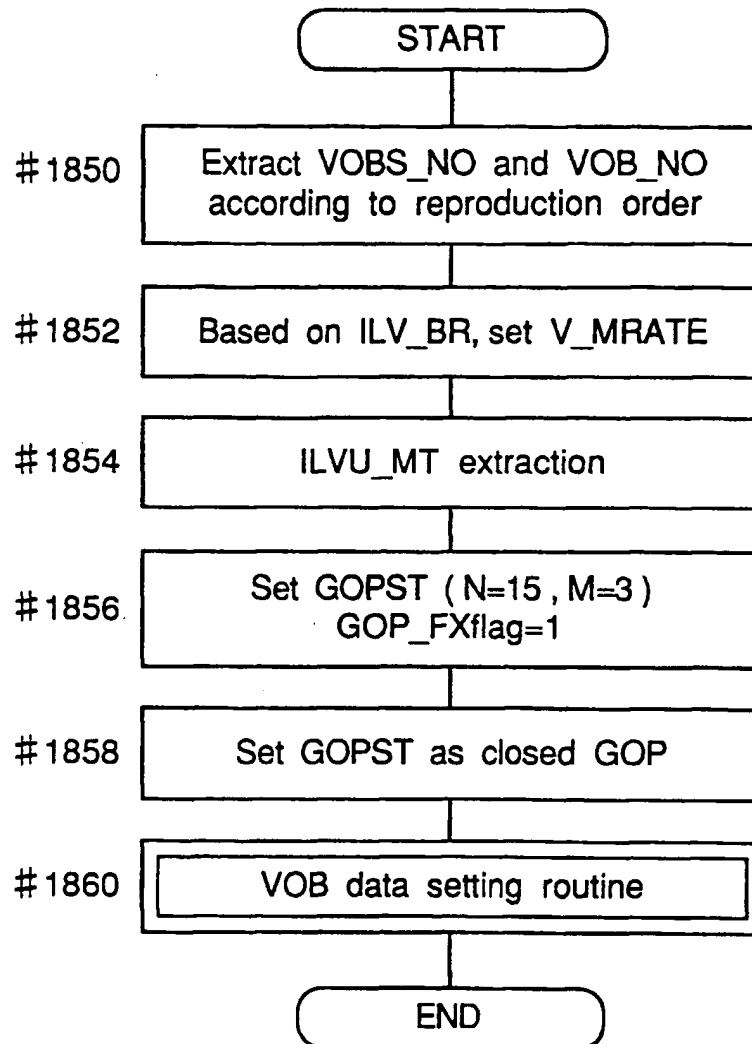 START
#1850
Extract VOBS_NO and VOB_NO
according to reproduction order
#1852
Based on ILV_BR, set V_MRATE
#1854
ILVU_MT extraction
#1856
Set GOPST (N=15, M=3)
GOP_FXflag=1
#1858
Set GOPST as closed GOP
#1860
VOB data setting routine
END